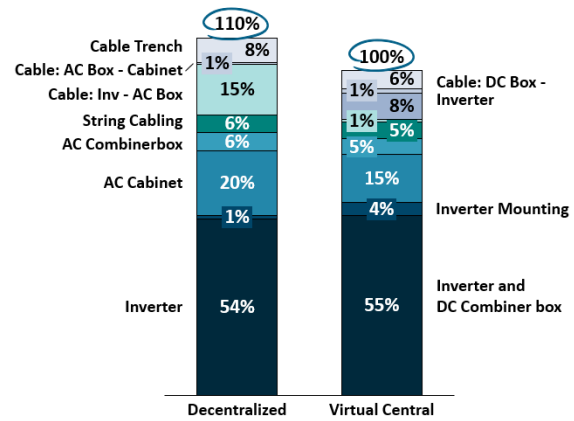 110%
100%
Cable Trench
8%
6%
Cable: DC Box -
Inverter
Cable: AC Box - Cabinet
1%
1%
Cable: Inv - AC Box
15%
8%
String Cabling
6%
1%
5%
AC Combinerbox
6%
5%
AC Cabinet
20%
15%
1%
4%
Inverter Mounting
Inverter
54%
55%
Inverter and
DC Combiner box
Decentralized
Virtual Central